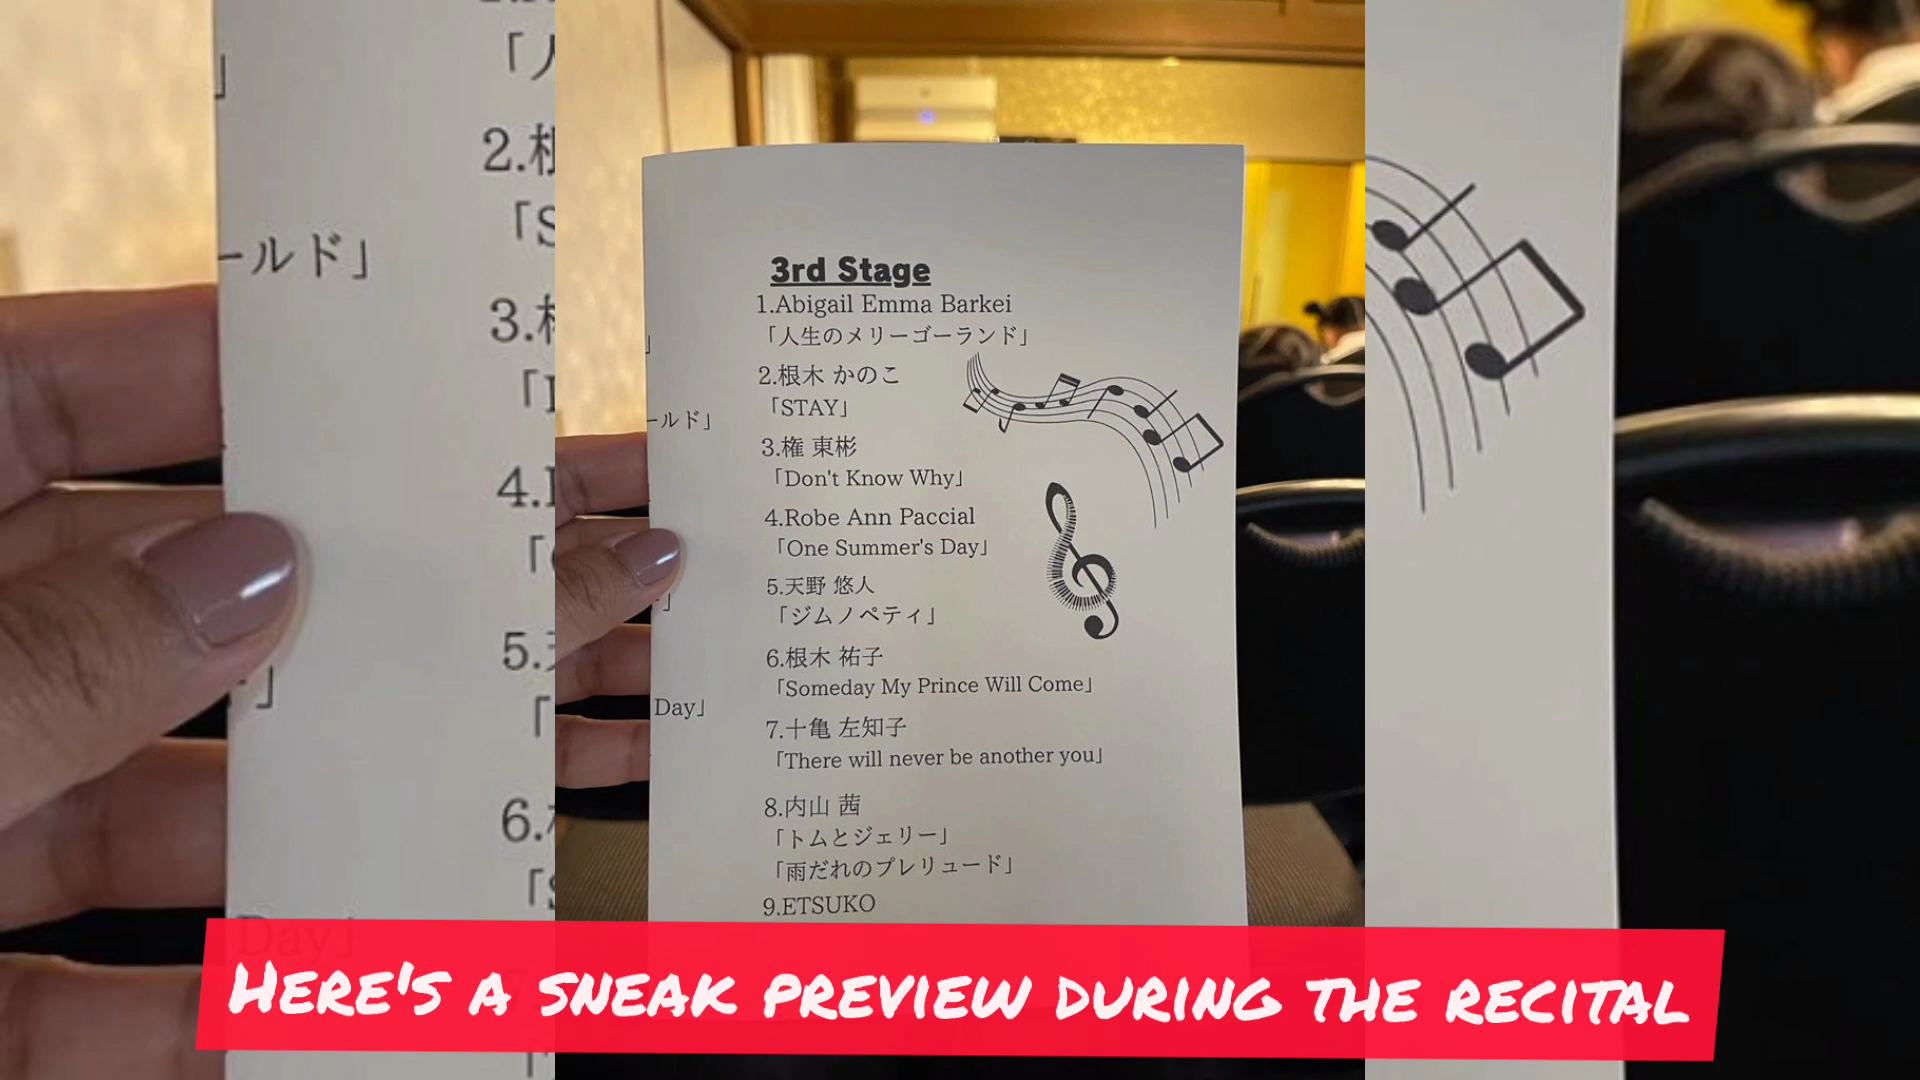 3rd Stage
1.Abigail Emma Barkei
「人生のメリーゴーランド」
2.根木 かのこ
「STAY」
3.権 東彬
「Don't Know Why」
4.Robe Ann Paccial
「One Summer's Day」
5.天野 悠人
「ジムノペティ」
6.根木 祐子
「Someday My Prince Will Come」
7.十亀 左知子
「There will never be another you」
8.内山 茜
「トムとジェリー」
「雨だれのプレリュード」
9.ETSUKO
ールド」
Day」
HERE'S A SNEAK PREVIEW DURING THE RECITAL